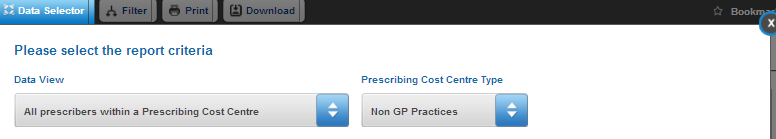 Data Selector Filter Print Download
Please select the report criteria
Data View Prescribing Cost Centre Type
All prescribers within a Prescribing Cost Centre Non GP Practices